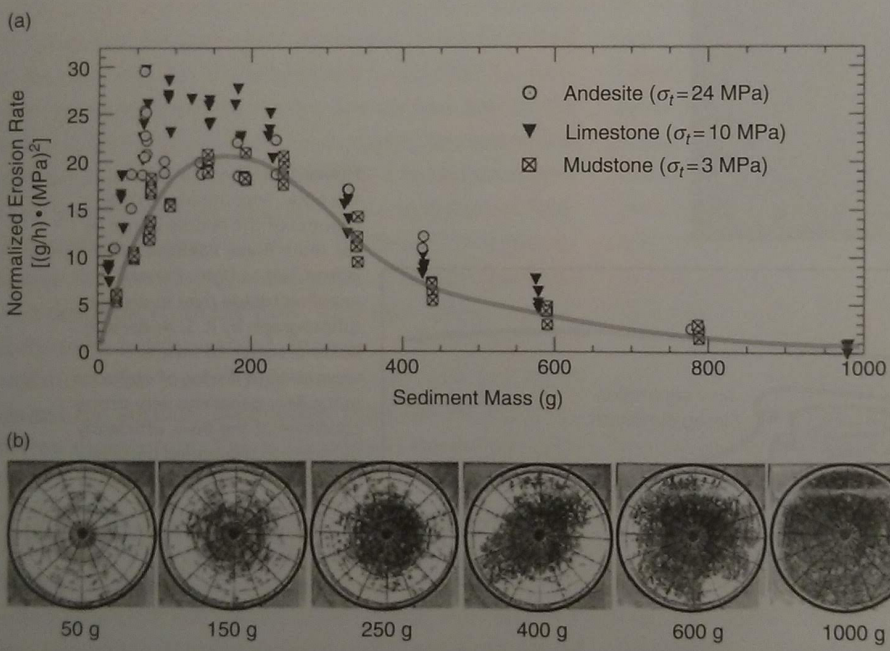 (a)
Normalized Erosion Rate
[(g/h)•(MPa)²]
30
25
20
15
10
5
0
Andesite (σt=24 MPa)
Limestone (σt=10 MPa)
Mudstone (σt=3 MPa)
0 200 400 600 800 1000
Sediment Mass (g)
(b)
50 g 150 g 250 g 400 g 600 g 1000 g